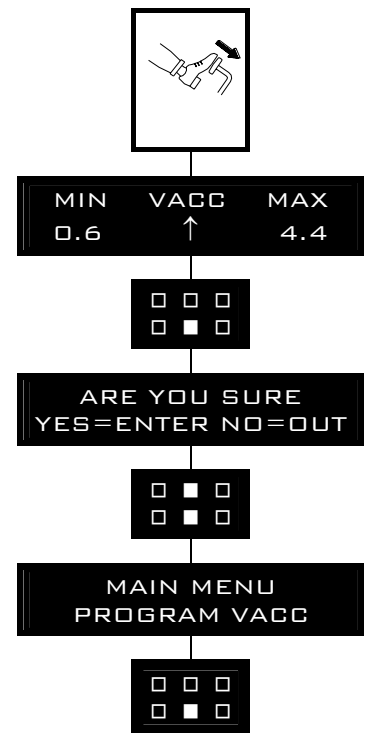 MIN VACC MAX
0.6 ↑ 4.4
ARE YOU SURE
YES=ENTER NO=OUT
MAIN MENU
PROGRAM VACC